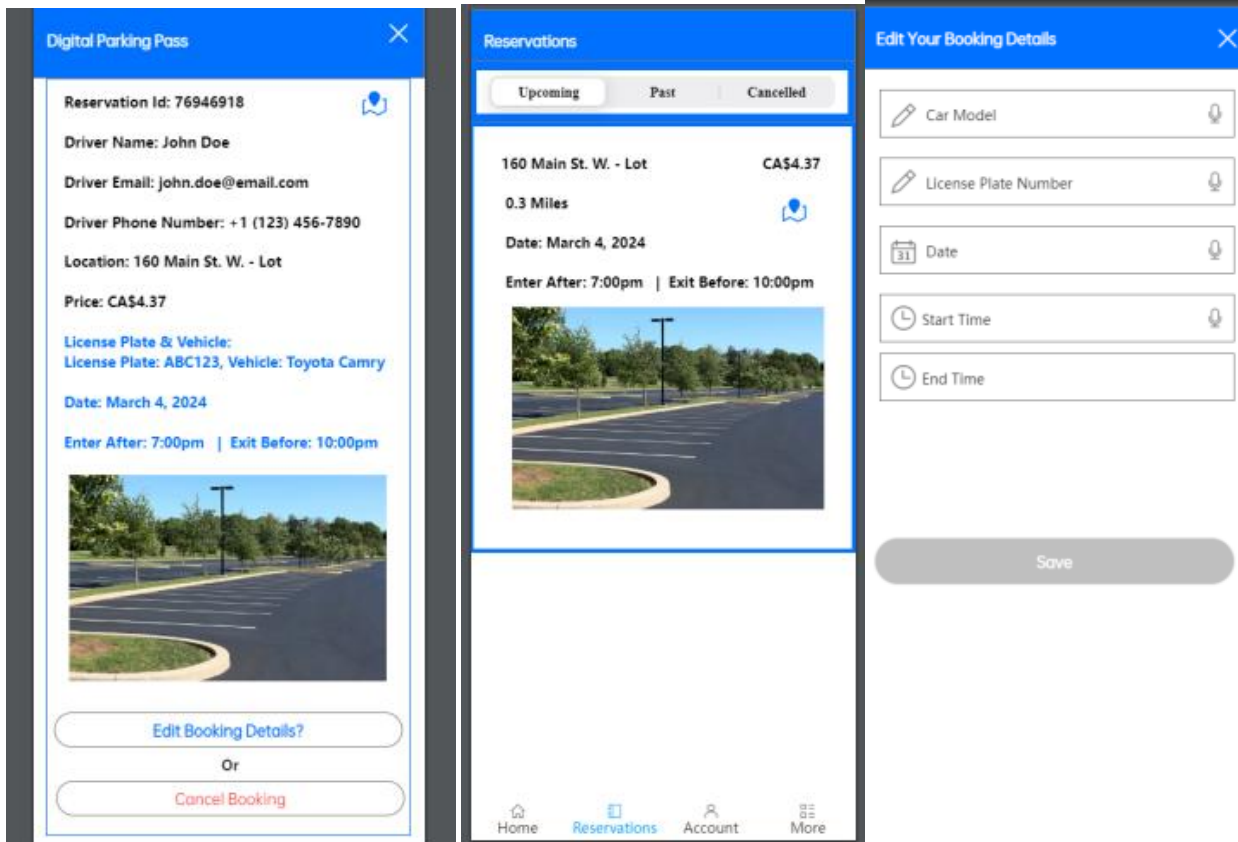 Digital Parking Pass
Reservation Id: 76946918
Driver Name: John Doe
Driver Email: john.doe@email.com
Driver Phone Number: +1 (123) 456-7890
Location: 160 Main St. W. - Lot
Price: CA$4.37
License Plate & Vehicle:
License Plate: ABC123, Vehicle: Toyota Camry
Date: March 4, 2024
Enter After: 7:00pm | Exit Before: 10:00pm
Edit Booking Details?
Or
Cancel Booking
Reservations
Upcoming Past Cancelled
160 Main St. W. - Lot CA$4.37
0.3 Miles
Date: March 4, 2024
Enter After: 7:00pm | Exit Before: 10:00pm
Home Reservations Account More
Edit Your Booking Details
Car Model
License Plate Number
31 Date
Start Time
End Time
Save